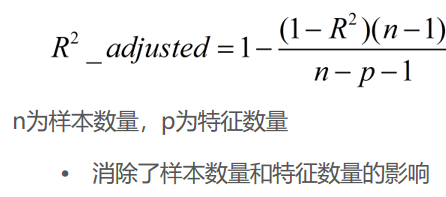 R² _ adjusted = 1 − (1 − R²)(n − 1) / n − p − 1
n为样本数量，p为特征数量
• 消除了样本数量和特征数量的影响